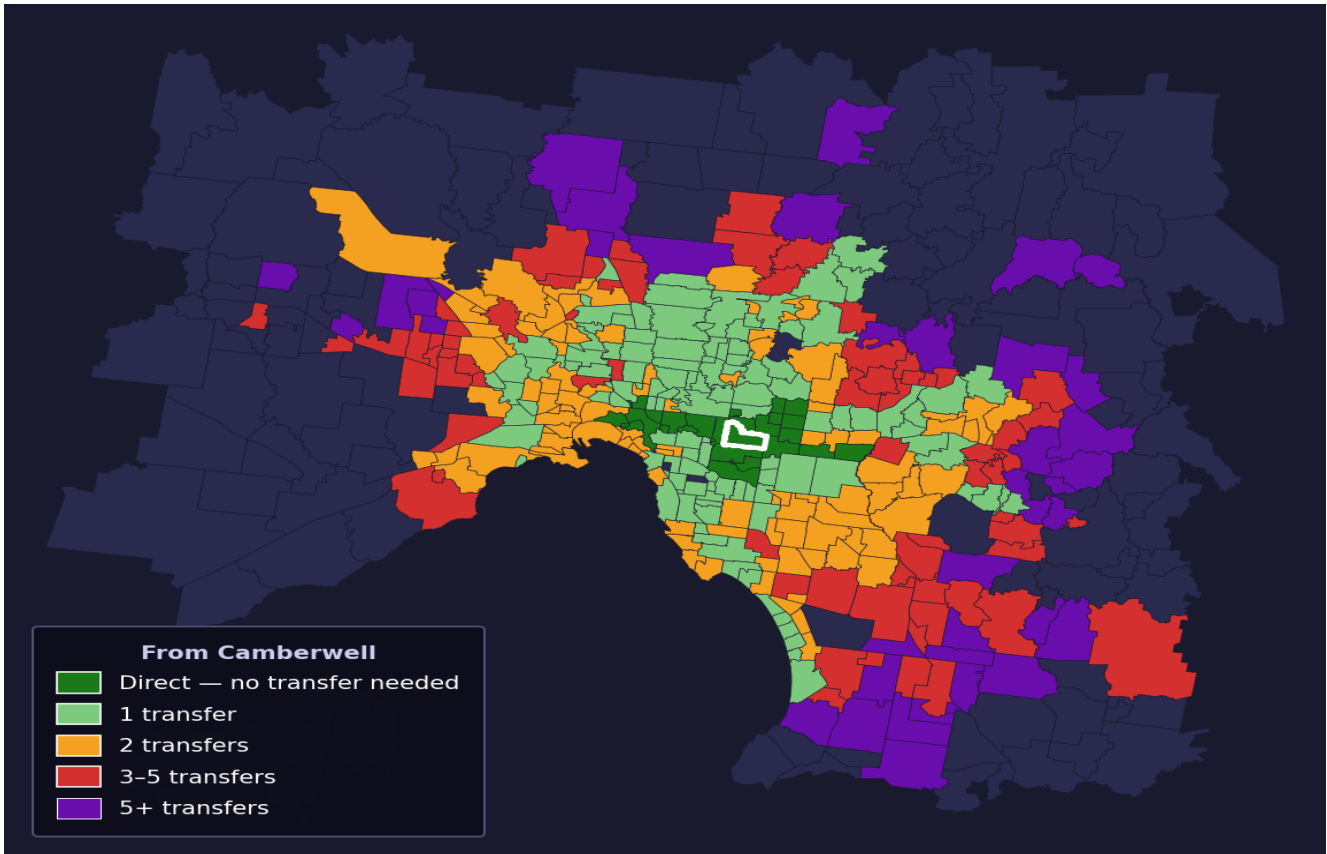 From Camberwell
Direct — no transfer needed
1 transfer
2 transfers
3–5 transfers
5+ transfers